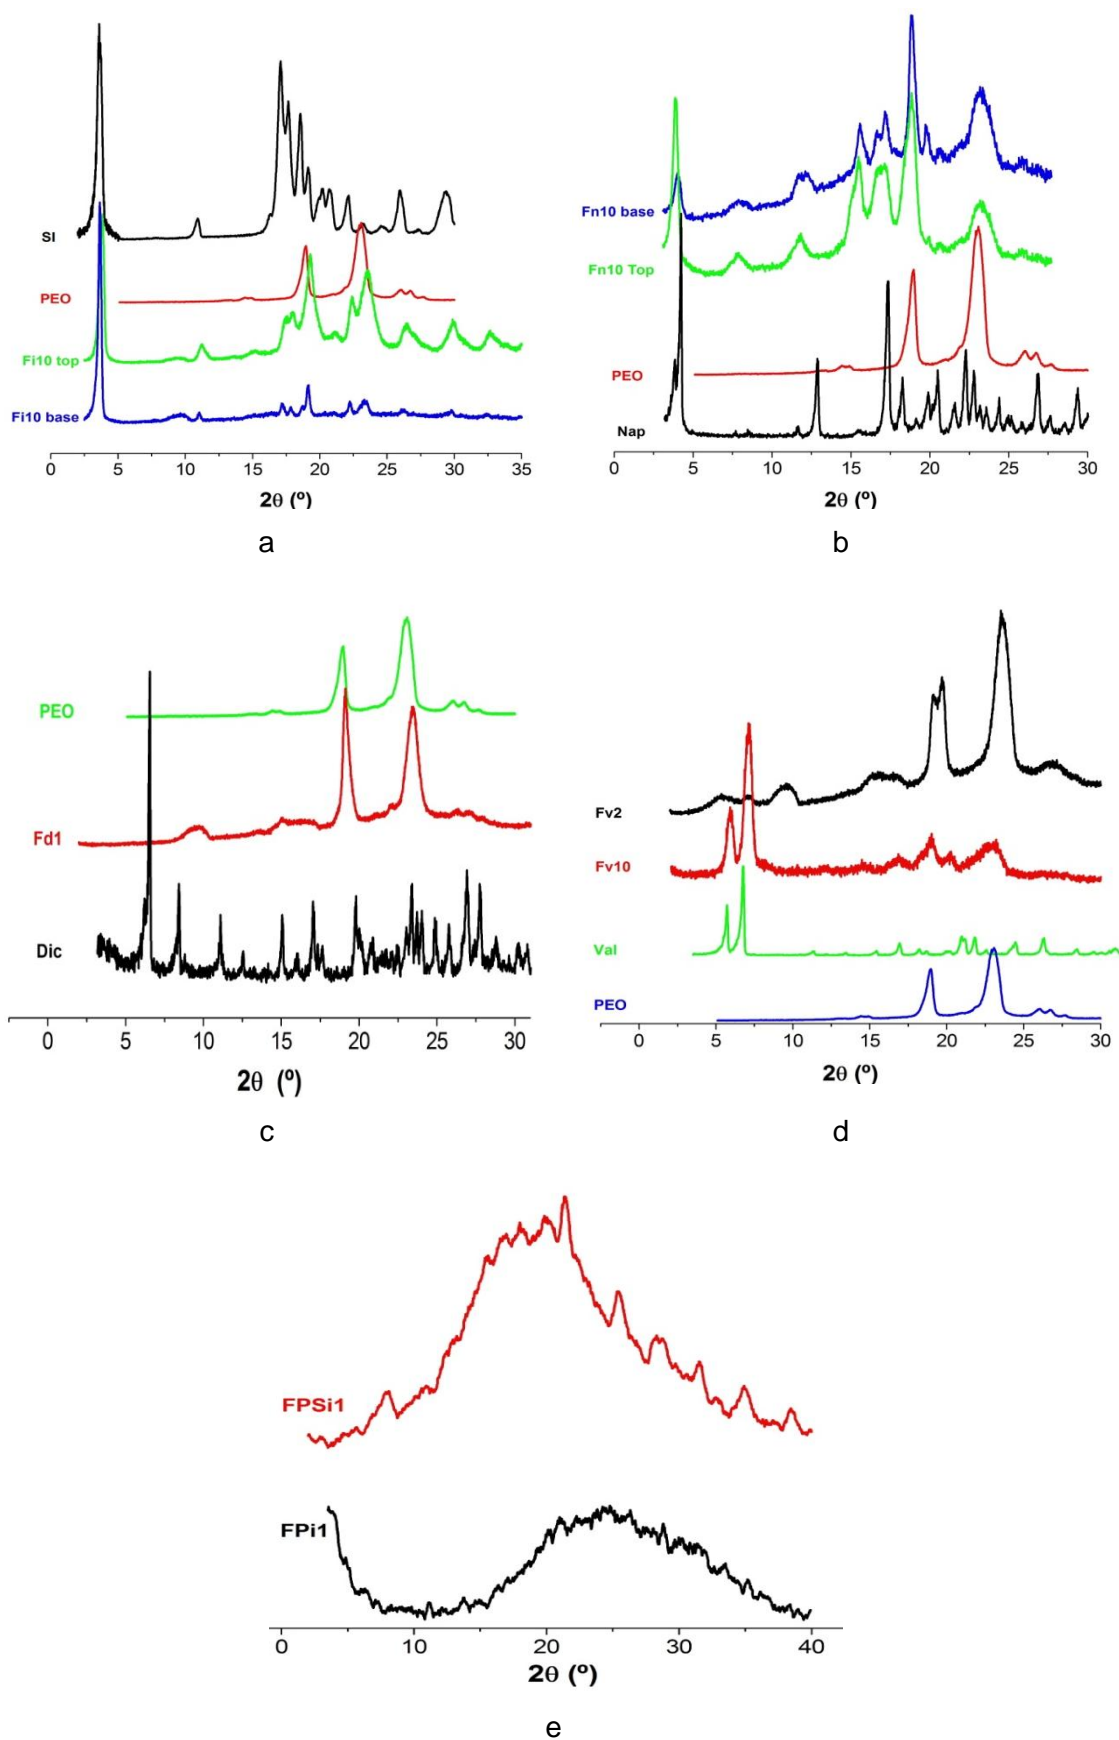 SI
PEO
Fi10 top
Fi10 base
0 5 10 15 20 25 30 35
2θ (º)
a
Fn10 base
Fn10 Top
PEO
Nap
0 5 10 15 20 25 30
2θ (º)
b
PEO
Fd1
Dic
0 5 10 15 20 25 30
2θ (º)
c
Fv2
Fv10
Val
PEO
0 5 10 15 20 25 30
2θ (º)
d
FPSi1
FPi1
0 10 20 30 40
2θ (º)
e